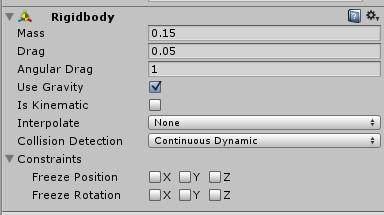 Rigidbody
Mass 0.15
Drag 0.05
Angular Drag 1
Use Gravity
Is Kinematic
Interpolate None
Collision Detection Continuous Dynamic
Constraints
Freeze Position X Y Z
Freeze Rotation X Y Z